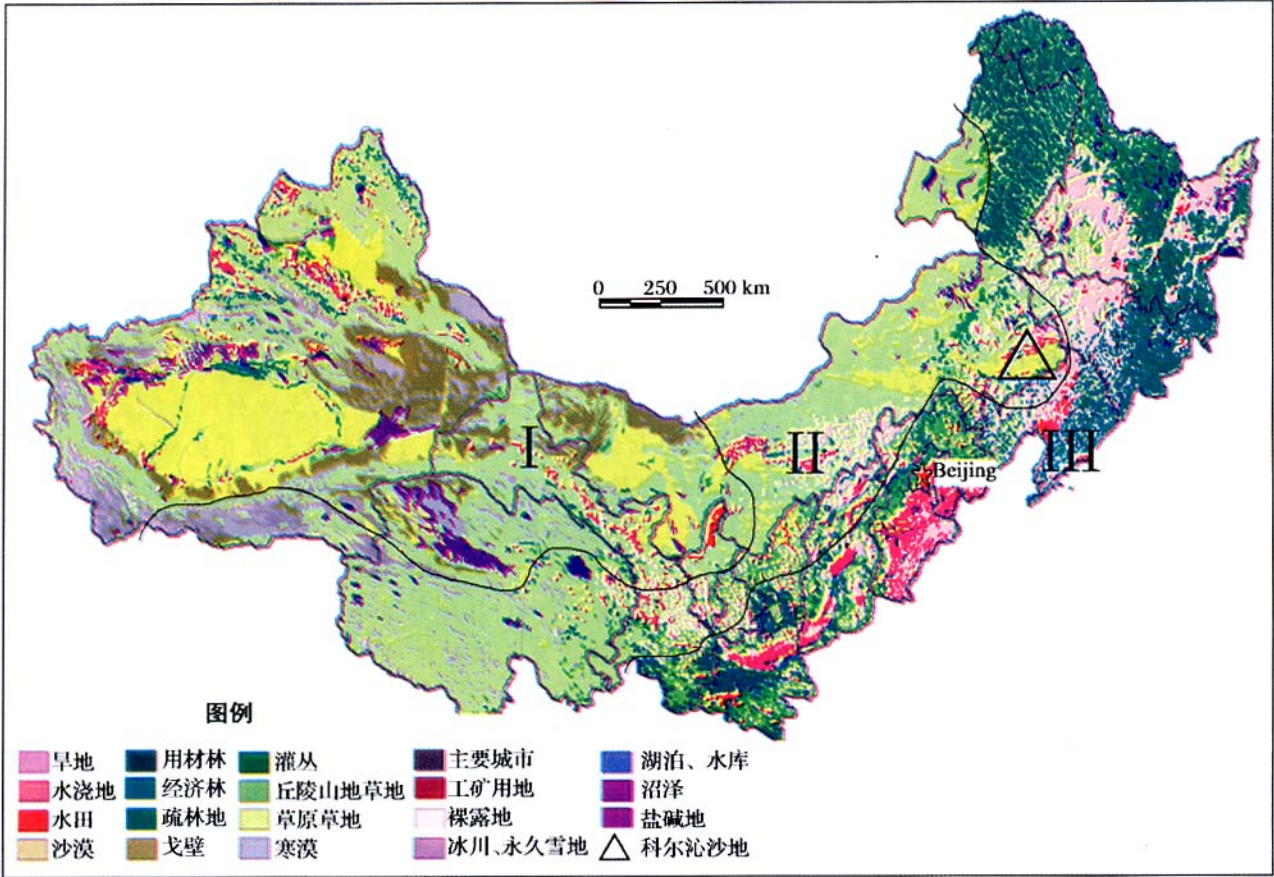 0 250 500 km
I
II
III
Beijing
图例
旱地 用材林 灌丛 主要城市 湖泊、水库
水浇地 经济林 丘陵山地草地 工矿用地 沼泽
水田 疏林地 草原草地 裸露地 盐碱地
沙漠 戈壁 寒漠 冰川、永久雪地 科尔沁沙地